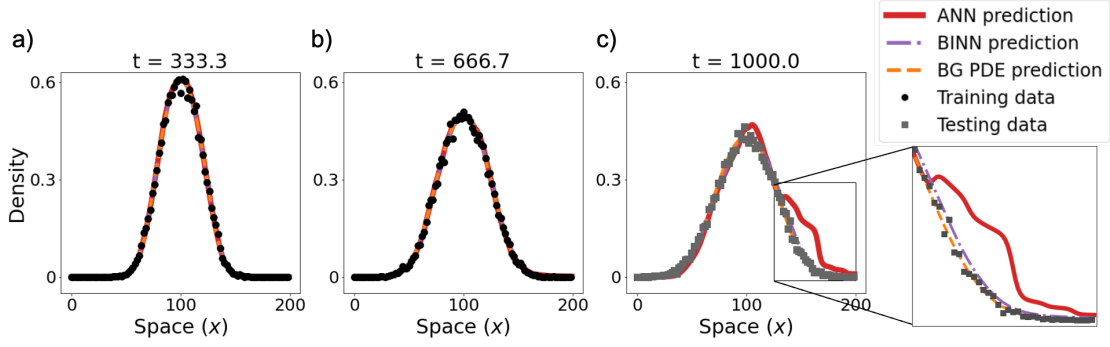 a)
t = 333.3
0.6
0.3
0
Density
0
100
200
Space (x)
b)
t = 666.7
0.6
0.3
0
0
100
200
Space (x)
c)
t = 1000.0
0.6
0.3
0
0
100
200
Space (x)
ANN prediction
BINN prediction
BG PDE prediction
Training data
Testing data